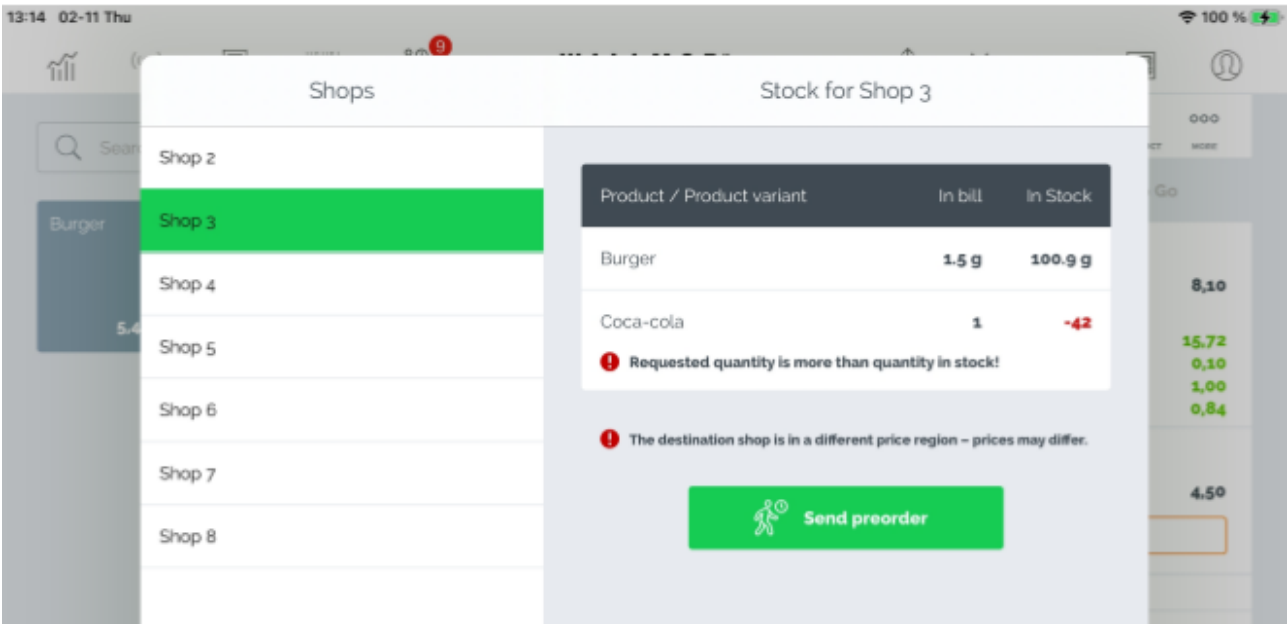 13:14 02-11 Thu
100 %
9
Shops
Stock for Shop 3
MORE
Shop 2
Shop 3
Shop 4
Shop 5
Shop 6
Shop 7
Shop 8
Product / Product variant In bill In Stock
Burger 1.5 g 100.9 g
Coca-cola 1 -42
Requested quantity is more than quantity in stock!
The destination shop is in a different price region – prices may differ.
Send preorder
Burger
Go
8,10
15,72
0,10
1,00
0,84
4,50